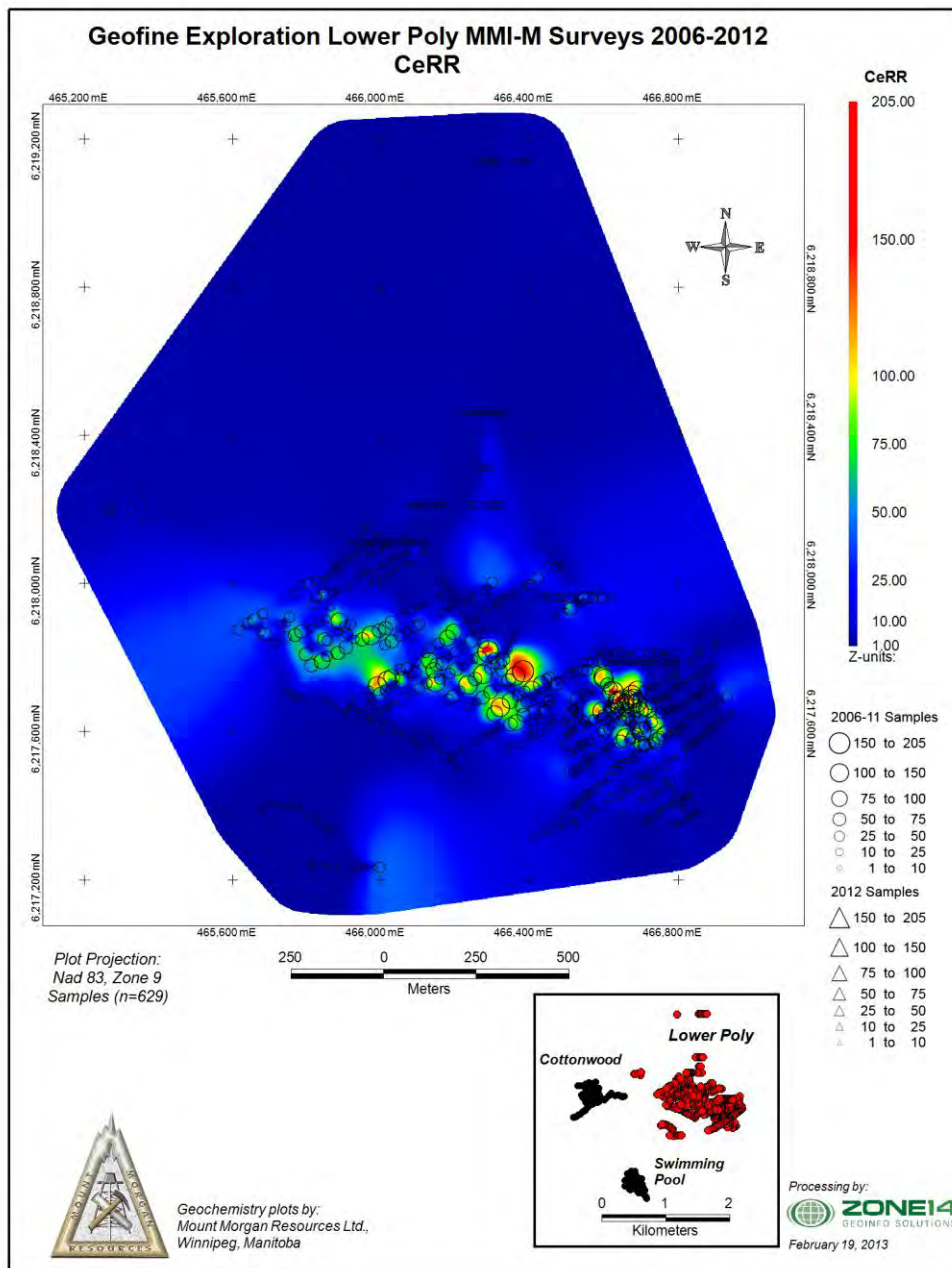 Geofine Exploration Lower Poly MMI-M Surveys 2006-2012
CeRR
465,200 mE
465,600 mE
466,000 mE
466,400 mE
466,800 mE
6,219,200 mN
6,218,800 mN
6,218,400 mN
6,218,000 mN
6,217,600 mN
6,217,200 mN
N
W E
S
6,218,800 mN
6,218,400 mN
6,218,000 mN
6,217,600 mN
465,600 mE
466,000 mE
466,400 mE
466,800 mE
CeRR
205.00
150.00
100.00
75.00
50.00
25.00
10.00
1.00
Z-units:
2006-11 Samples
150 to 205
100 to 150
75 to 100
50 to 75
25 to 50
10 to 25
1 to 10
2012 Samples
150 to 205
100 to 150
75 to 100
50 to 75
25 to 50
10 to 25
1 to 10
Plot Projection:
Nad 83, Zone 9
Samples (n=629)
250 0 250 500
Meters
Lower Poly
Cottonwood
Swimming
Pool
0 1 2
Kilometers
MOUNT MORGAN
RESOURCES
Geochemistry plots by:
Mount Morgan Resources Ltd.,
Winnipeg, Manitoba
Processing by:
ZONE14
GEOINFO SOLUTIONS
February 19, 2013